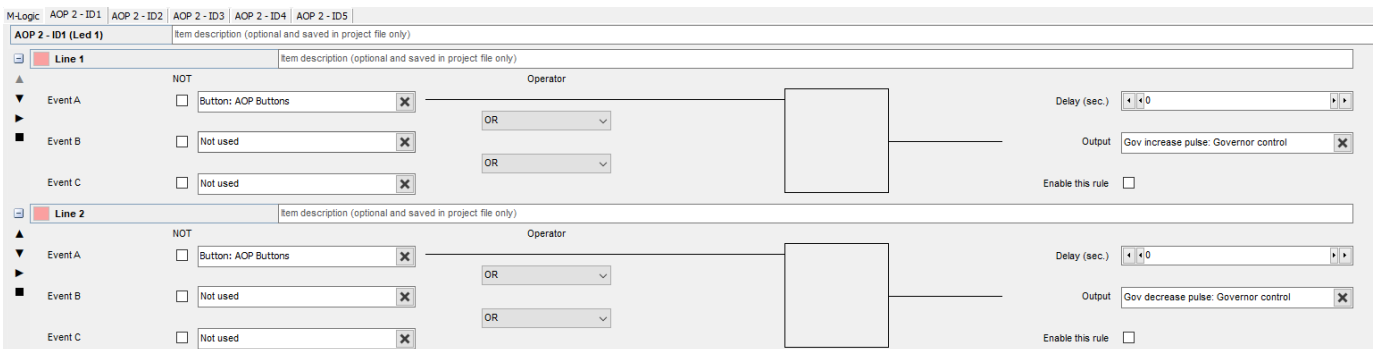 M-Logic AOP 2 - ID1 AOP 2 - ID2 AOP 2 - ID3 AOP 2 - ID4 AOP 2 - ID5
AOP 2 - ID1 (Led 1) Item description (optional and saved in project file only)
Line 1 Item description (optional and saved in project file only)
NOT Operator
Event A Button: AOP Buttons Delay (sec.) 0
OR
Event B Not used Output Gov increase pulse: Governor control
OR
Event C Not used Enable this rule
Line 2 Item description (optional and saved in project file only)
NOT Operator
Event A Button: AOP Buttons Delay (sec.) 0
OR
Event B Not used Output Gov decrease pulse: Governor control
OR
Event C Not used Enable this rule